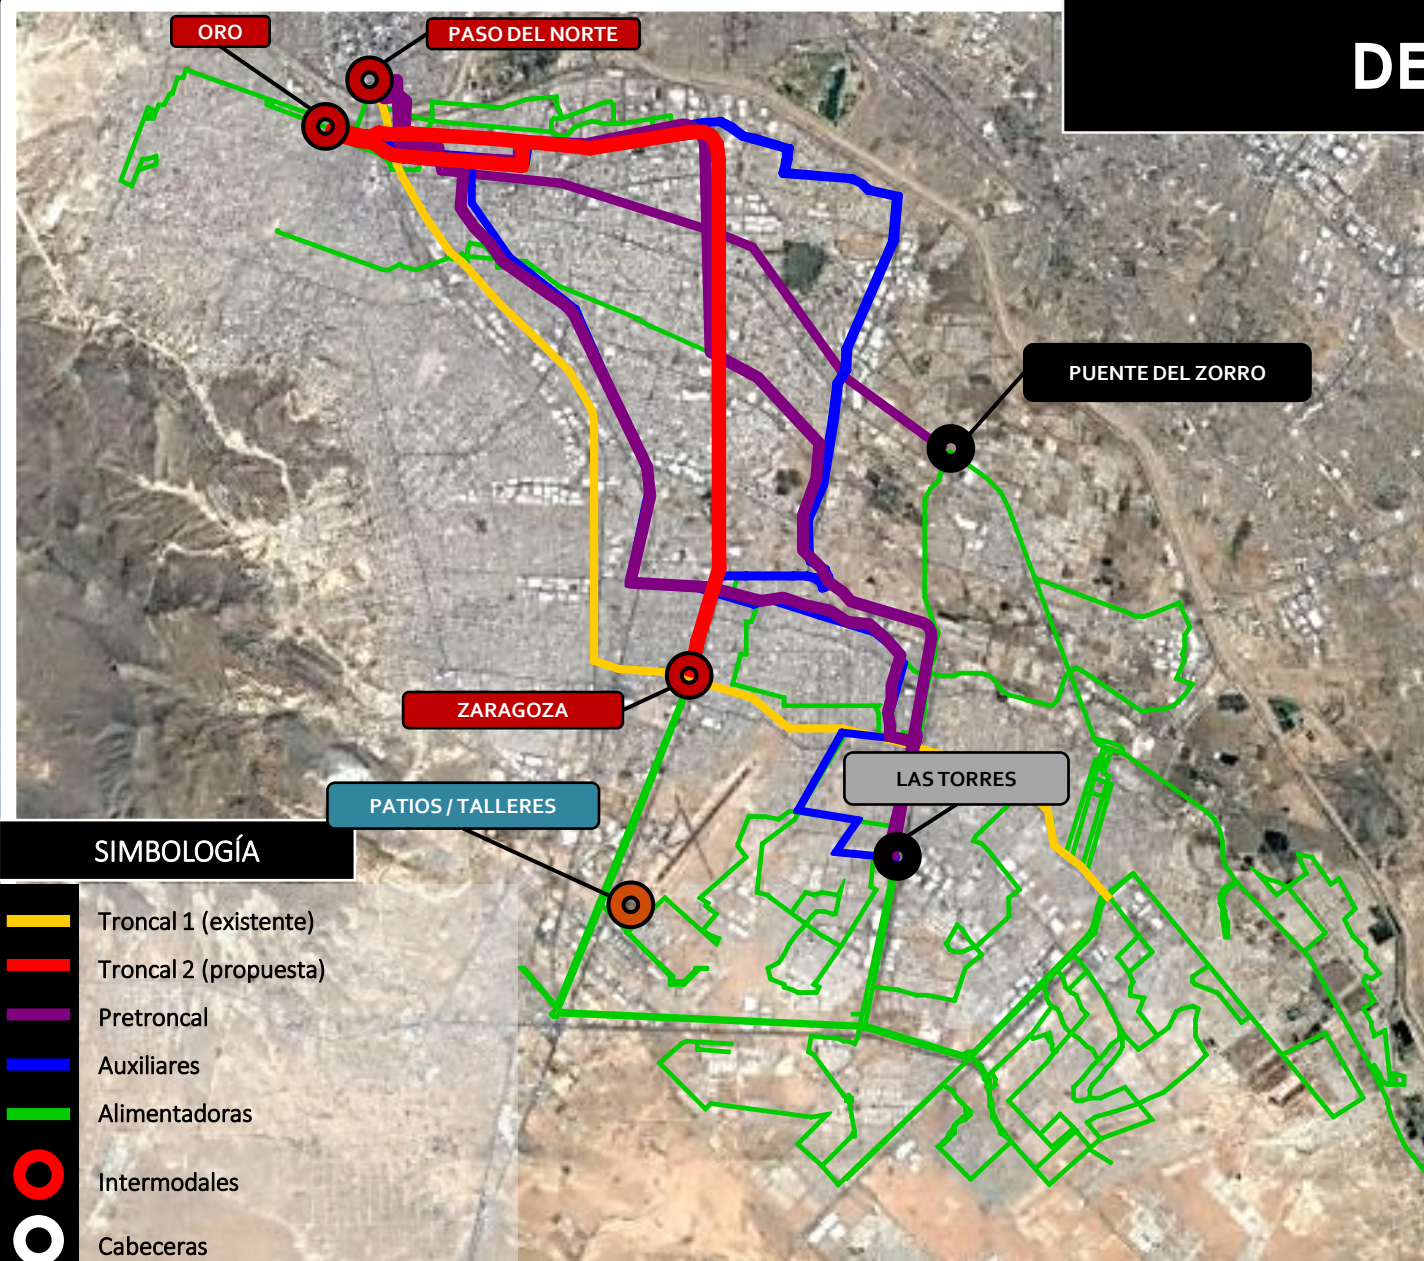 ORO
PASO DEL NORTE
DE
PUENTE DEL ZORRO
ZARAGOZA
LAS TORRES
PATIOS / TALLERES
SIMBOLOGÍA
Troncal 1 (existente)
Troncal 2 (propuesta)
Pretroncal
Auxiliares
Alimentadoras
Intermodales
Cabeceras